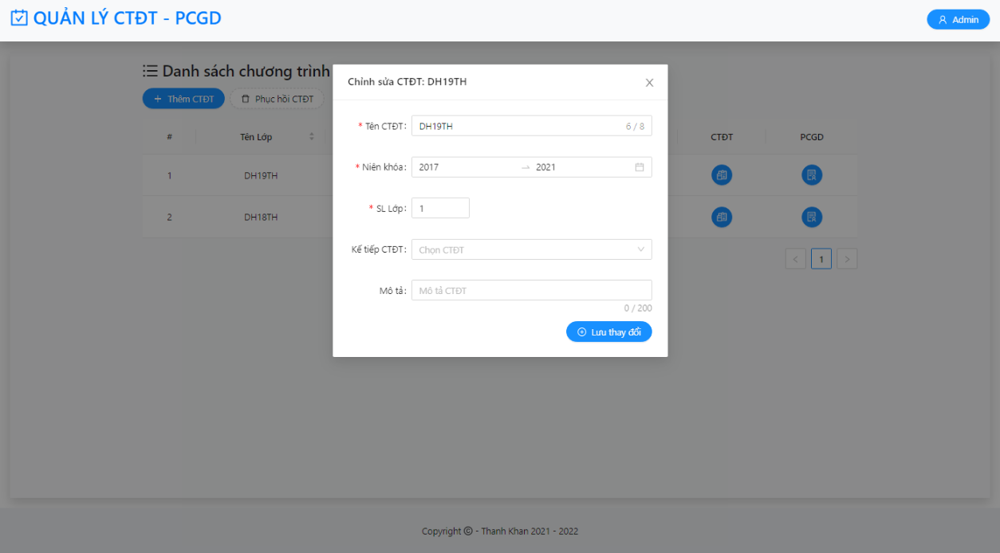 QUẢN LÝ CTĐT - PCGD
Admin
Danh sách chương trình
Thêm CTĐT
Phục hồi CTĐT
# Tên Lớp CTĐT PCGD
1 DH19TH
2 DH18TH
1
Chỉnh sửa CTĐT: DH19TH
* Tên CTĐT: DH19TH 6 / 8
* Niên khóa: 2017 → 2021
* SL Lớp: 1
Kế tiếp CTĐT: Chọn CTĐT
Mô tả: Mô tả CTĐT
0 / 200
Lưu thay đổi
Copyright © - Thanh Khan 2021 - 2022